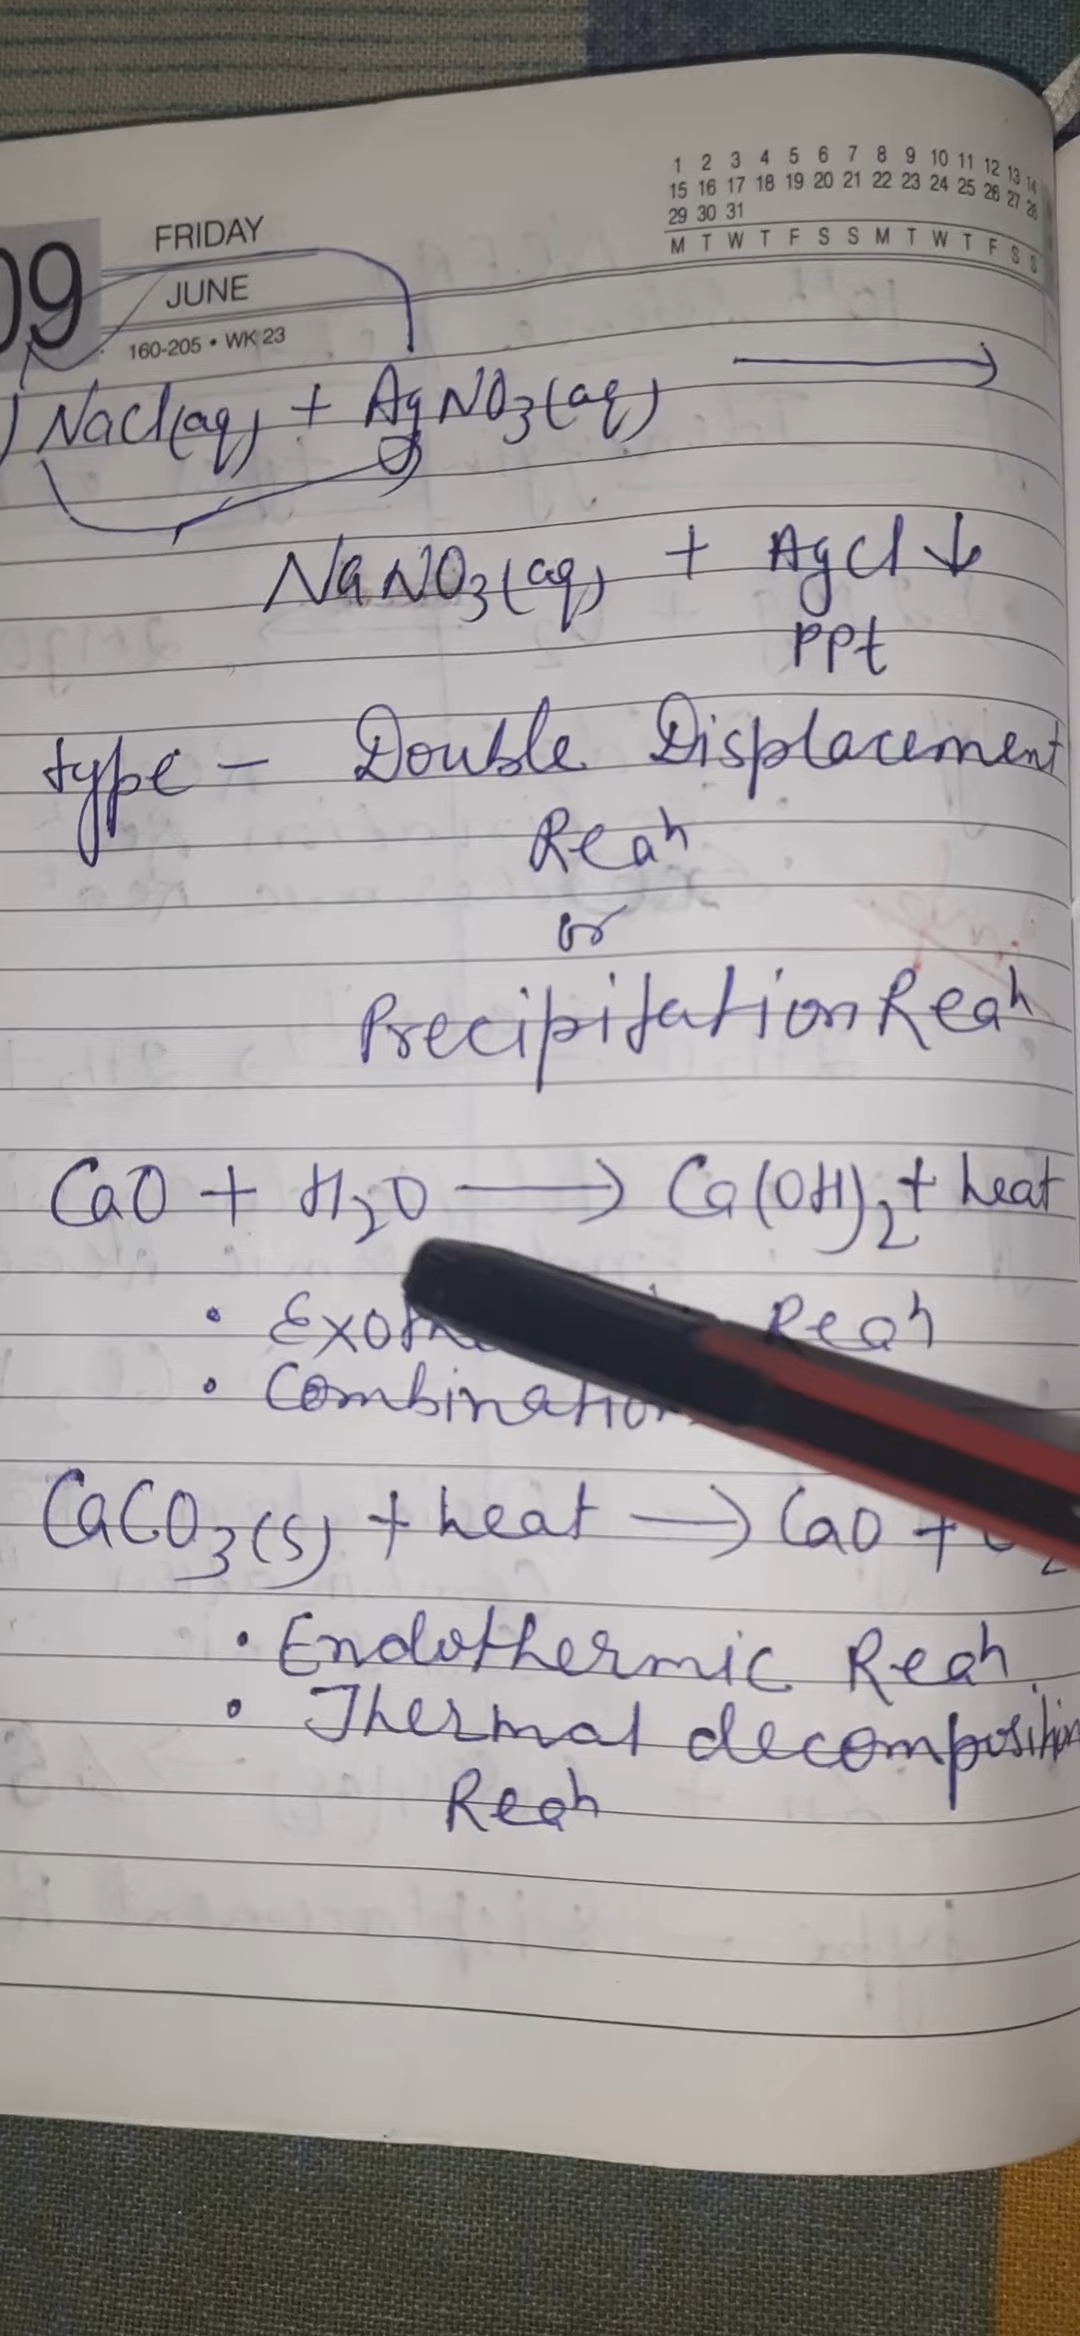 1 2 3 4 5 6 7 8 9 10 11 12 13 14
15 16 17 18 19 20 21 22 23 24 25 26 27 28
29 30 31
M T W T F S S M T W T F S S
09
FRIDAY
JUNE
160-205 • WK 23
NaCl(aq) + AgNO3(aq) →
NaNO3(aq) + AgCl ↓
PPt
type - Double Displacement
Reaⁿ
or
Precipitation Reaⁿ
CaO + H2O → Ca(OH)2 + heat
• Reaⁿ
• Combination
CaCO3(s) + heat → CaO +
• Endothermic Reaⁿ
• Thermal decomposition
Reaⁿ